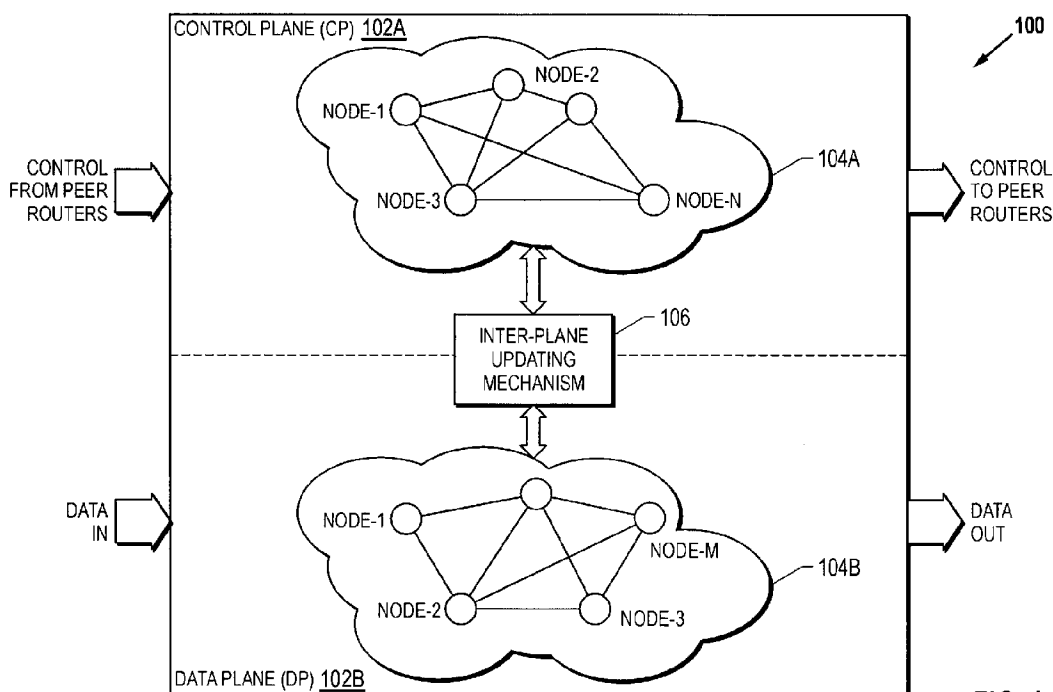 CONTROL PLANE (CP) 102A
100
NODE-2
NODE-1
CONTROL
FROM PEER
ROUTERS
104A
CONTROL
TO PEER
ROUTERS
NODE-3
NODE-N
106
INTER-PLANE
UPDATING
MECHANISM
DATA
IN
NODE-1
NODE-M
DATA
OUT
104B
NODE-2
NODE-3
DATA PLANE (DP) 102B